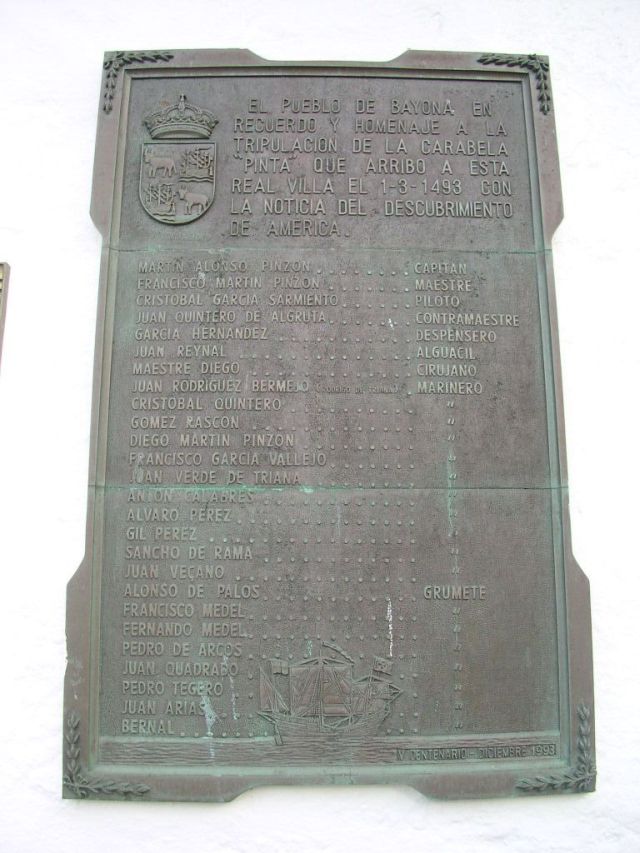 EL PUEBLO DE BAYONA EN
RECUERDO Y HOMENAJE A LA
TRIPULACION DE LA CARABELA
"PINTA" QUE ARRIBO A ESTA
REAL VILLA EL 1-3-1493 CON
LA NOTICIA DEL DESCUBRIMIENTO
DE AMERICA.
MARTIN ALONSO PINZON . . . . . . . . CAPITAN
FRANCISCO MARTIN PINZON . . . . . . . MAESTRE
CRISTOBAL GARCIA SARMIENTO . . . . . . PILOTO
JUAN QUINTERO DE ALGRUTA . . . . . . . CONTRAMAESTRE
GARCIA HERNANDEZ . . . . . . . . . . . DESPENSERO
JUAN REYNAL . . . . . . . . . . . . . ALGUACIL
MAESTRE DIEGO . . . . . . . . . . . . CIRUJANO
JUAN RODRIGUEZ BERMEJO (RODRIGO DE TRIANA) . MARINERO
CRISTOBAL QUINTERO . . . . . . . . . . "
GOMEZ RASCON . . . . . . . . . . . . . "
DIEGO MARTIN PINZON . . . . . . . . . "
FRANCISCO GARCIA VALLEJO . . . . . . . "
JUAN VERDE DE TRIANA . . . . . . . . . "
ANTON CALABRES . . . . . . . . . . . . "
ALVARO PEREZ . . . . . . . . . . . . . "
GIL PEREZ . . . . . . . . . . . . . . "
SANCHO DE RAMA . . . . . . . . . . . . "
JUAN VEÇANO . . . . . . . . . . . . . "
ALONSO DE PALOS . . . . . . . . . . . GRUMETE
FRANCISCO MEDEL . . . . . . . . . . . "
FERNANDO MEDEL . . . . . . . . . . . . "
PEDRO DE ARCOS . . . . . . . . . . . . "
JUAN QUADRADO . . . . . . . . . . . . "
PEDRO TEGERO . . . . . . . . . . . . . "
JUAN ARIAS . . . . . . . . . . . . . . "
BERNAL . . . . . . . . . . . . . . . . "
V CENTENARIO - DICIEMBRE 1993